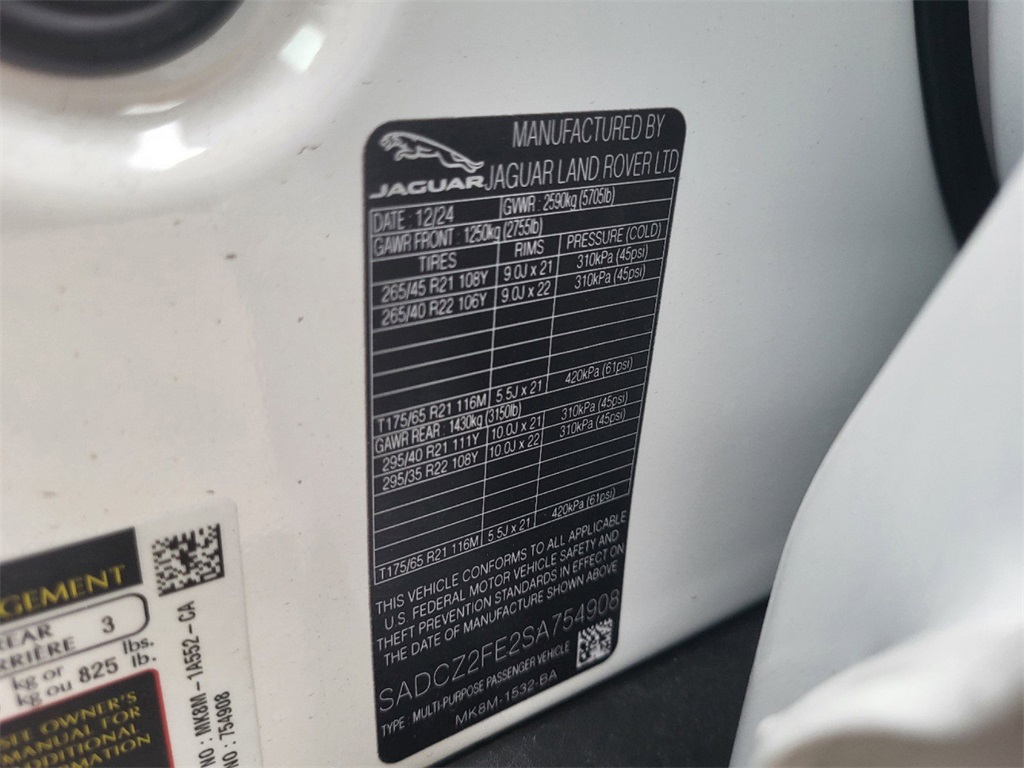 MANUFACTURED BY
JAGUAR JAGUAR LAND ROVER LTD
DATE : 12/24 GVWR : 2590kg (5705lb)
GAWR FRONT : 1250kg (2755lb)
TIRES RIMS PRESSURE (COLD)
265/45 R21 108Y 9.0J x 21 310kPa (45psi)
265/40 R22 106Y 9.0J x 22 310kPa (45psi)
T175/65 R21 116M 5.5J x 21 420kPa (61psi)
GAWR REAR : 1430kg (3150lb)
295/40 R21 111Y 10.0J x 21 310kPa (45psi)
295/35 R22 108Y 10.0J x 22 310kPa (45psi)
T175/65 R21 116M 5.5J x 21 420kPa (61psi)
THIS VEHICLE CONFORMS TO ALL APPLICABLE
U.S. FEDERAL MOTOR VEHICLE SAFETY AND
THEFT PREVENTION STANDARDS IN EFFECT ON
THE DATE OF MANUFACTURE SHOWN ABOVE
SADCZ2FE2SA754908
TYPE : MULTI-PURPOSE PASSENGER VEHICLE
MK8M-1532-BA
REAR 3
kg or lbs.
kg ou 825 lb.
OWNER'S
MANUAL FOR
ADDITIONAL
NO : MK8M-1A552-CA
NO : 754908